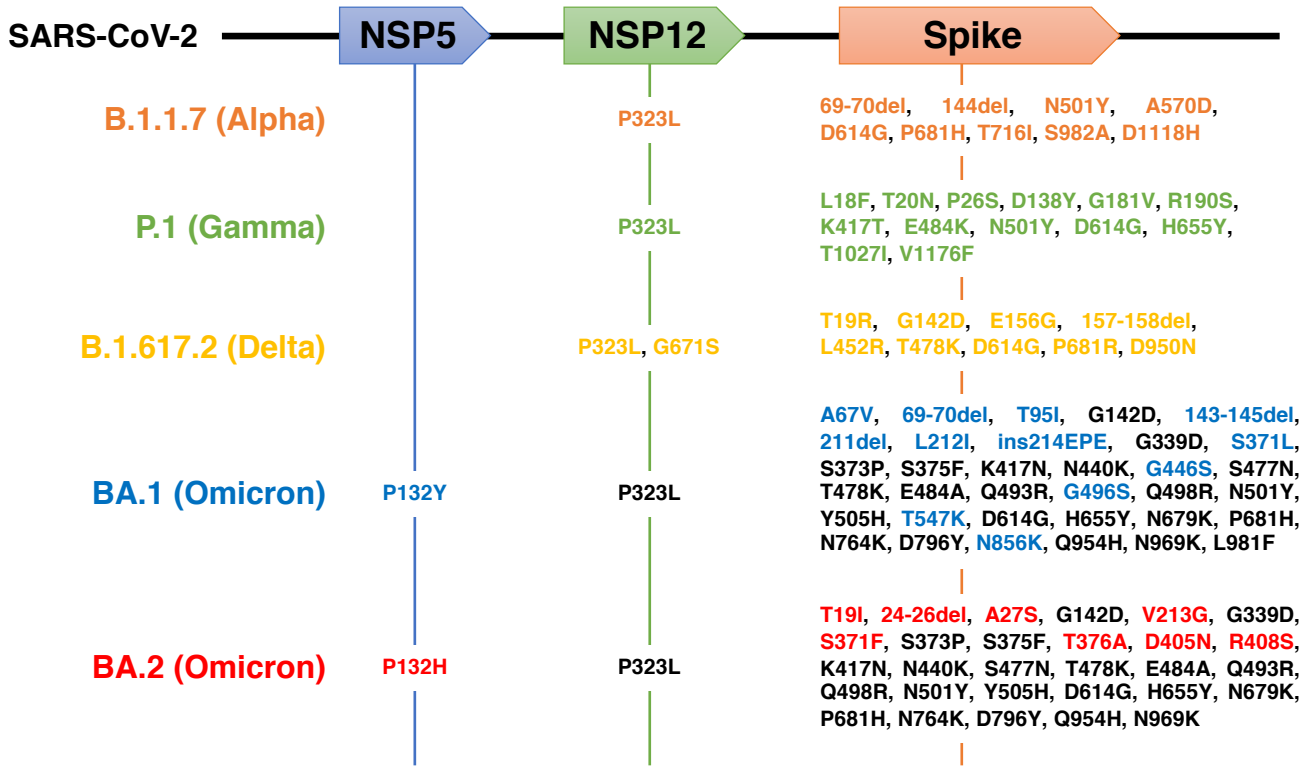 SARS-CoV-2 NSP5 NSP12 Spike
B.1.1.7 (Alpha)
P323L
69-70del, 144del, N501Y, A570D,
D614G, P681H, T716I, S982A, D1118H
P.1 (Gamma)
P323L
L18F, T20N, P26S, D138Y, G181V, R190S,
K417T, E484K, N501Y, D614G, H655Y,
T1027I, V1176F
B.1.617.2 (Delta)
P323L, G671S
T19R, G142D, E156G, 157-158del,
L452R, T478K, D614G, P681R, D950N
BA.1 (Omicron)
P132Y
P323L
A67V, 69-70del, T95I, G142D, 143-145del,
211del, L212I, ins214EPE, G339D, S371L,
S373P, S375F, K417N, N440K, G446S, S477N,
T478K, E484A, Q493R, G496S, Q498R, N501Y,
Y505H, T547K, D614G, H655Y, N679K, P681H,
N764K, D796Y, N856K, Q954H, N969K, L981F
BA.2 (Omicron)
P132H
P323L
T19I, 24-26del, A27S, G142D, V213G, G339D,
S371F, S373P, S375F, T376A, D405N, R408S,
K417N, N440K, S477N, T478K, E484A, Q493R,
Q498R, N501Y, Y505H, D614G, H655Y, N679K,
P681H, N764K, D796Y, Q954H, N969K